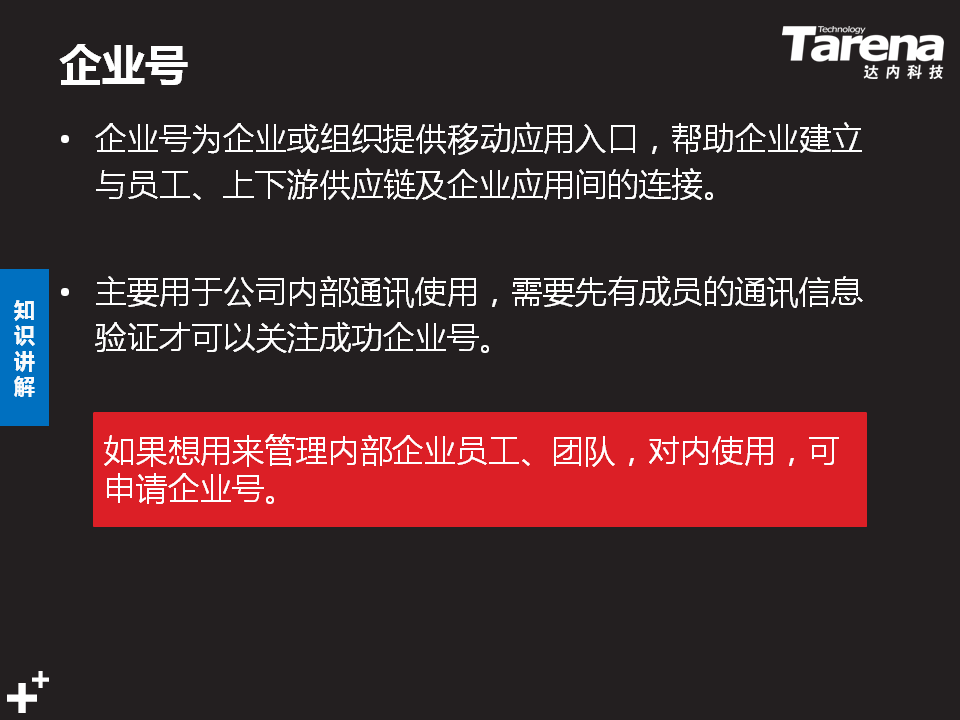 企业号
Technology
Tarena
达内科技
• 企业号为企业或组织提供移动应用入口，帮助企业建立
与员工、上下游供应链及企业应用间的连接。
• 主要用于公司内部通讯使用，需要先有成员的通讯信息
验证才可以关注成功企业号。
知
识
讲
解
如果想用来管理内部企业员工、团队，对内使用，可
申请企业号。